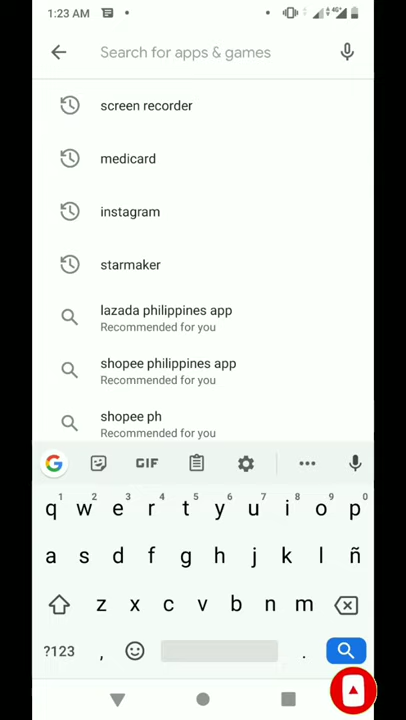 1:23 AM
4G
Search for apps & games
screen recorder
medicard
instagram
starmaker
lazada philippines app
Recommended for you
shopee philippines app
Recommended for you
shopee ph
Recommended for you
G GIF ...
1 2 3 4 5 6 7 8 9 0
q w e r t y u i o p
a s d f g h j k l ñ
z x c v b n m
?123 , .